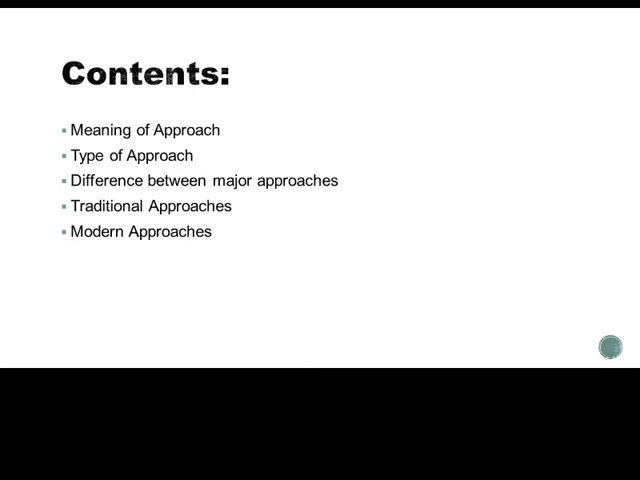 Contents:
Meaning of Approach
Type of Approach
Difference between major approaches
Traditional Approaches
Modern Approaches